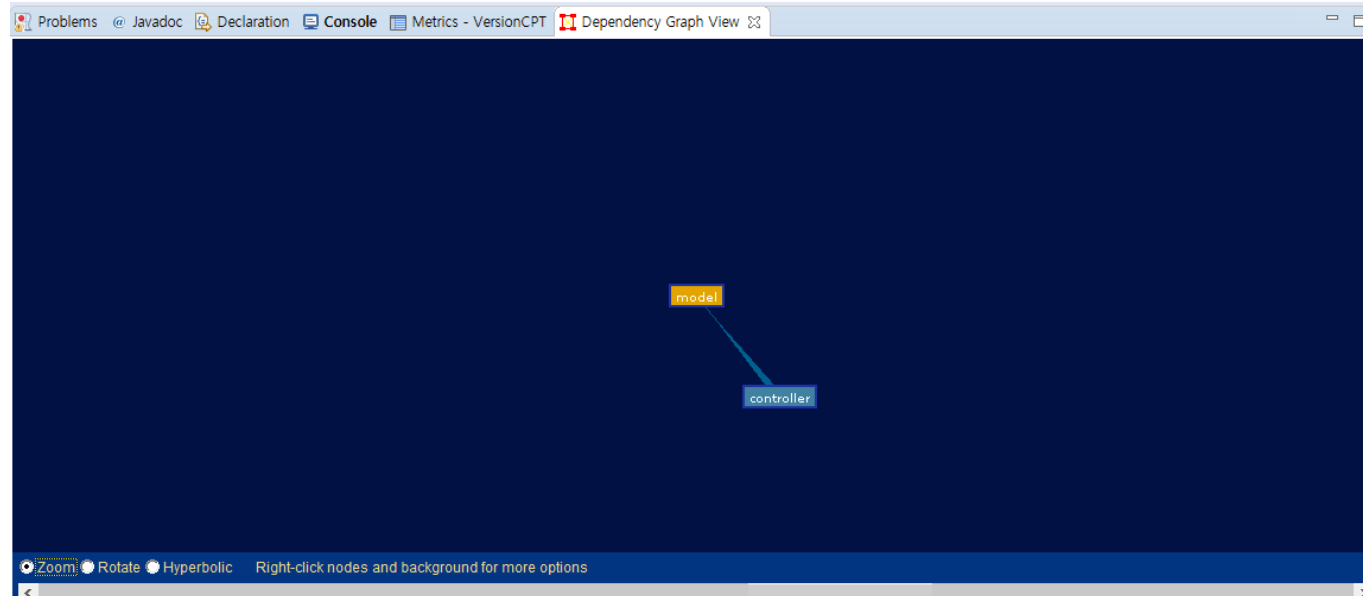 Problems @ Javadoc Declaration Console Metrics - VersionCPT Dependency Graph View
model
controller
Zoom Rotate Hyperbolic Right-click nodes and background for more options